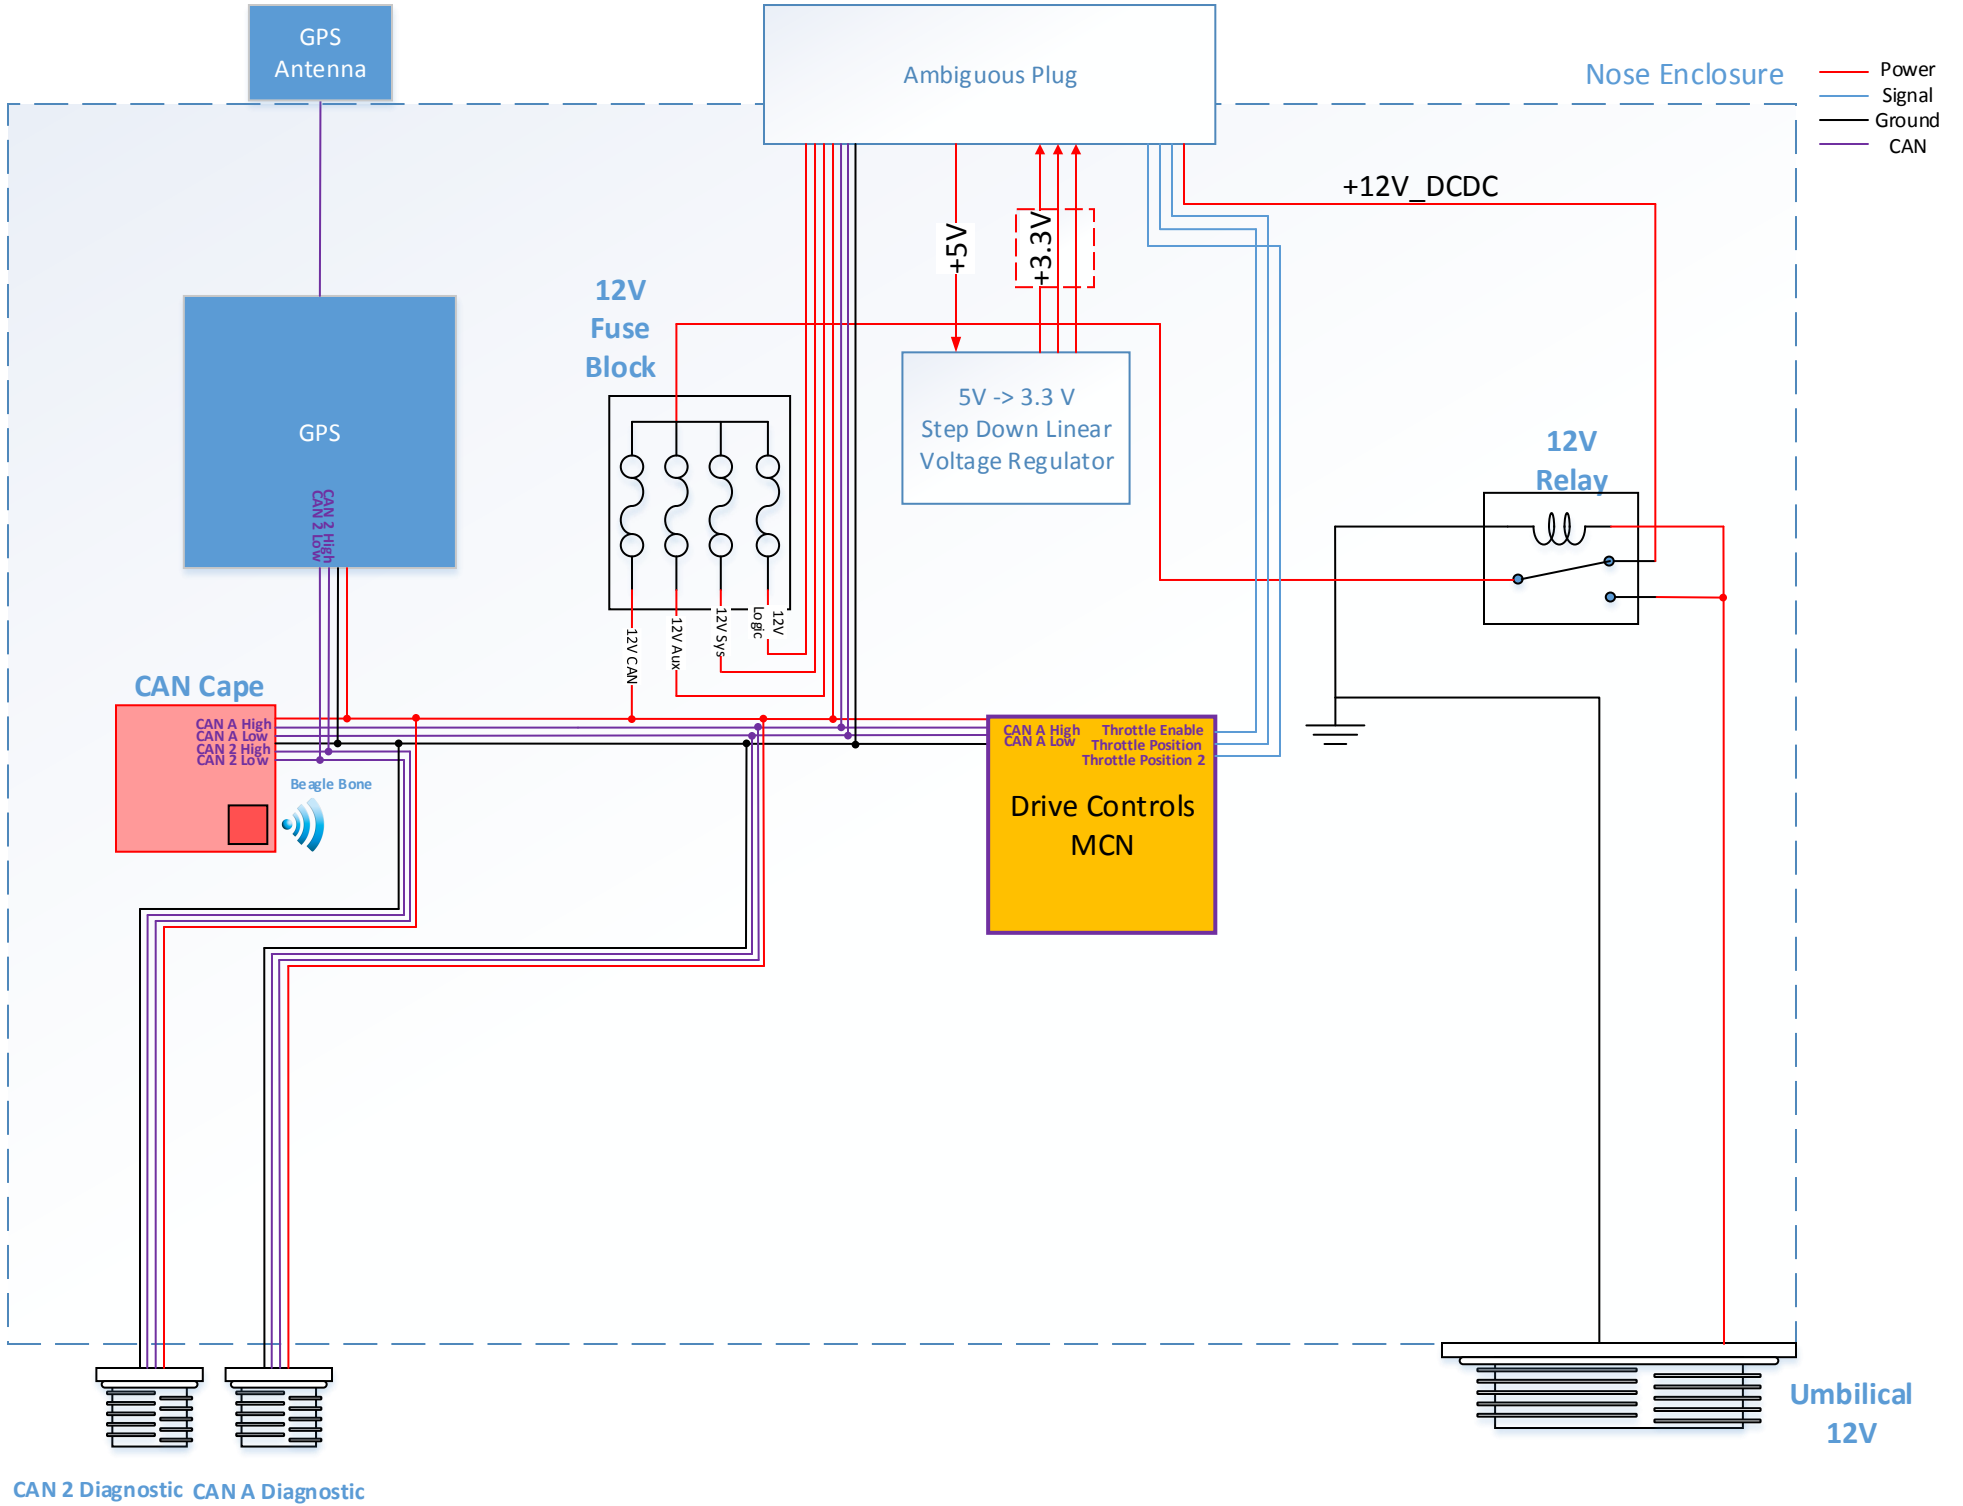 GPS
Antenna
Ambiguous Plug
Nose Enclosure
Power
Signal
Ground
CAN
+12V_DCDC
+5V
+3.3V
12V
Fuse
Block
5V -> 3.3 V
Step Down Linear
Voltage Regulator
GPS
CAN 2 High
CAN 2 Low
12V
Relay
12V CAN
12V Aux
12V Sys
12V
Logic
CAN Cape
CAN A High
CAN A Low
CAN 2 High
CAN 2 Low
Beagle Bone
CAN A High
CAN A Low
Throttle Enable
Throttle Position
Throttle Position 2
Drive Controls
MCN
Umbilical
12V
CAN 2 Diagnostic
CAN A Diagnostic